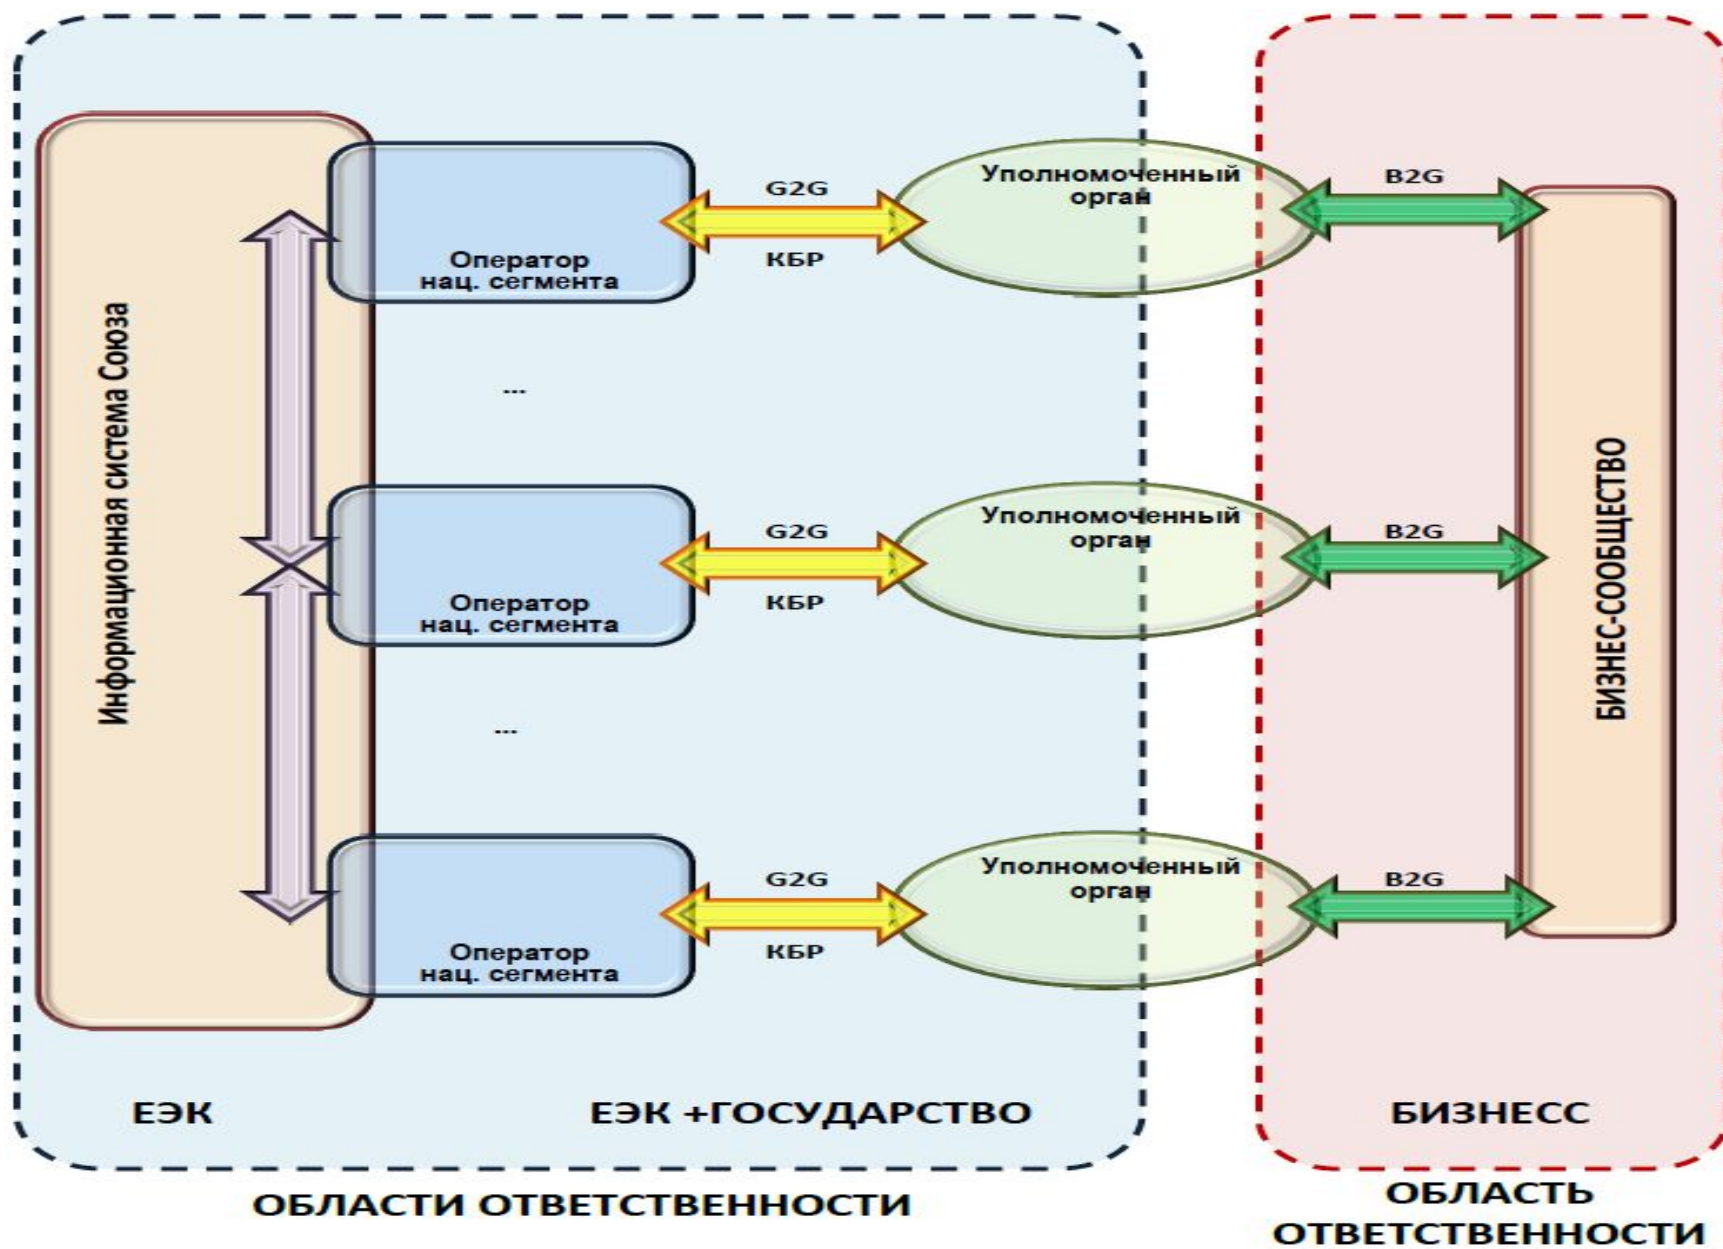 Информационная система Союза
Оператор
нац. сегмента
G2G
КБР
Уполномоченный
орган
B2G
...
Оператор
нац. сегмента
G2G
КБР
Уполномоченный
орган
B2G
...
Оператор
нац. сегмента
G2G
КБР
Уполномоченный
орган
B2G
БИЗНЕС-СООБЩЕСТВО
ЕЭК
ЕЭК +ГОСУДАРСТВО
БИЗНЕСС
ОБЛАСТИ ОТВЕТСТВЕННОСТИ
ОБЛАСТЬ
ОТВЕТСТВЕННОСТИ